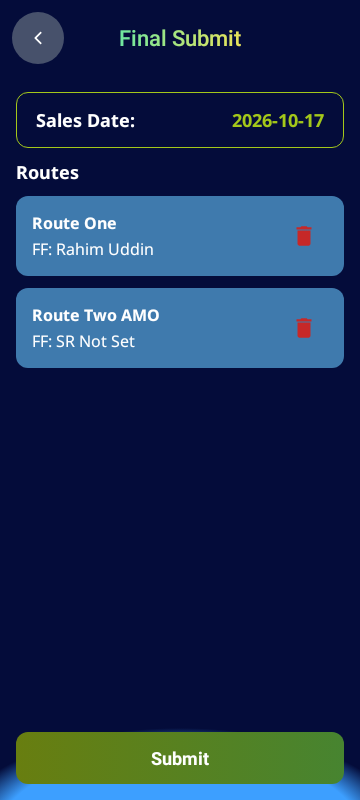 Final Submit
Sales Date: 2026-10-17
Routes
Route One
FF: Rahim Uddin
Route Two AMO
FF: SR Not Set
Submit